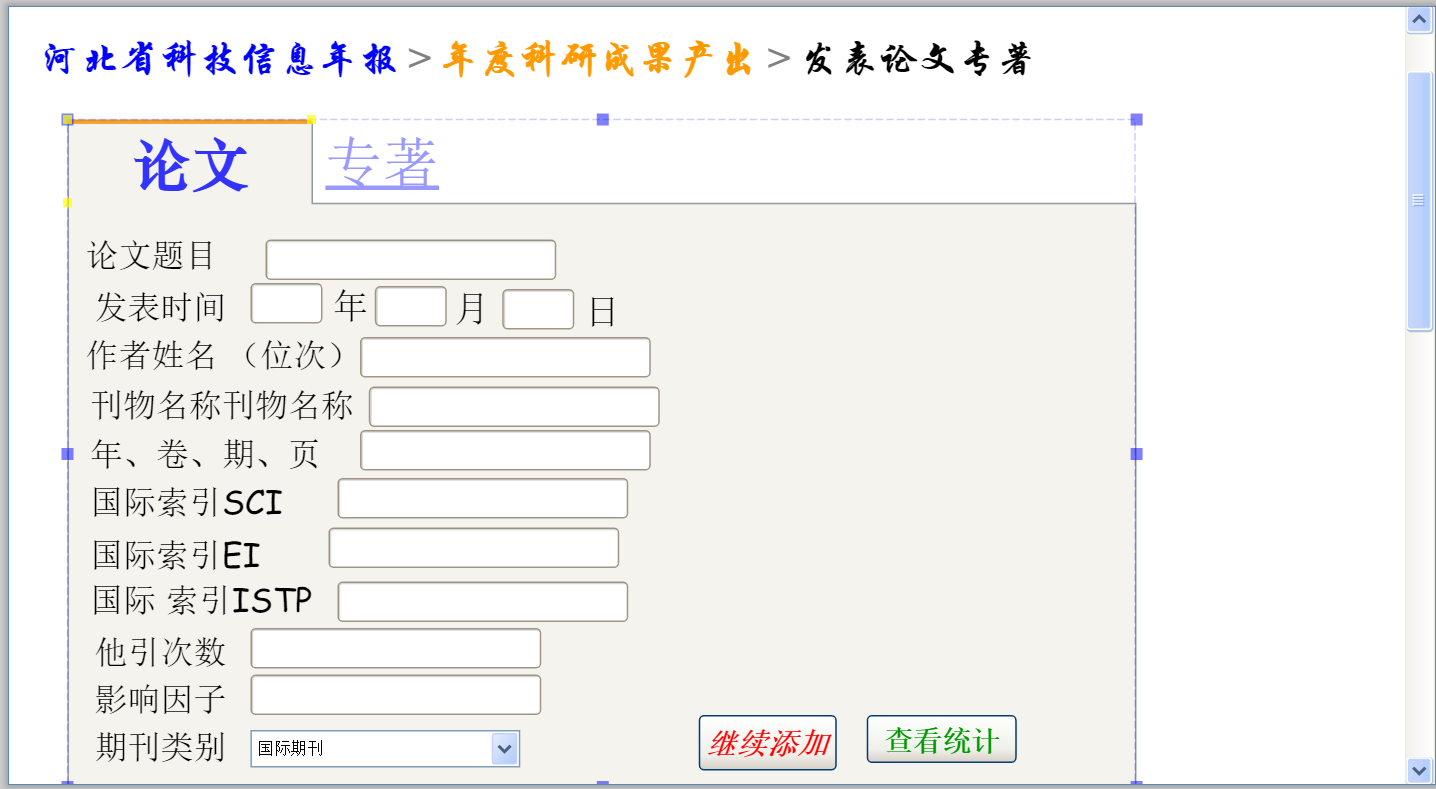 河北省科技信息年报 > 年度科研成果产出 > 发表论文专著
论文 专著
论文题目
发表时间 年 月 日
作者姓名 （位次）
刊物名称刊物名称
年、卷、期、页
国际索引SCI
国际索引EI
国际 索引ISTP
他引次数
影响因子
期刊类别 国际期刊 继续添加 查看统计